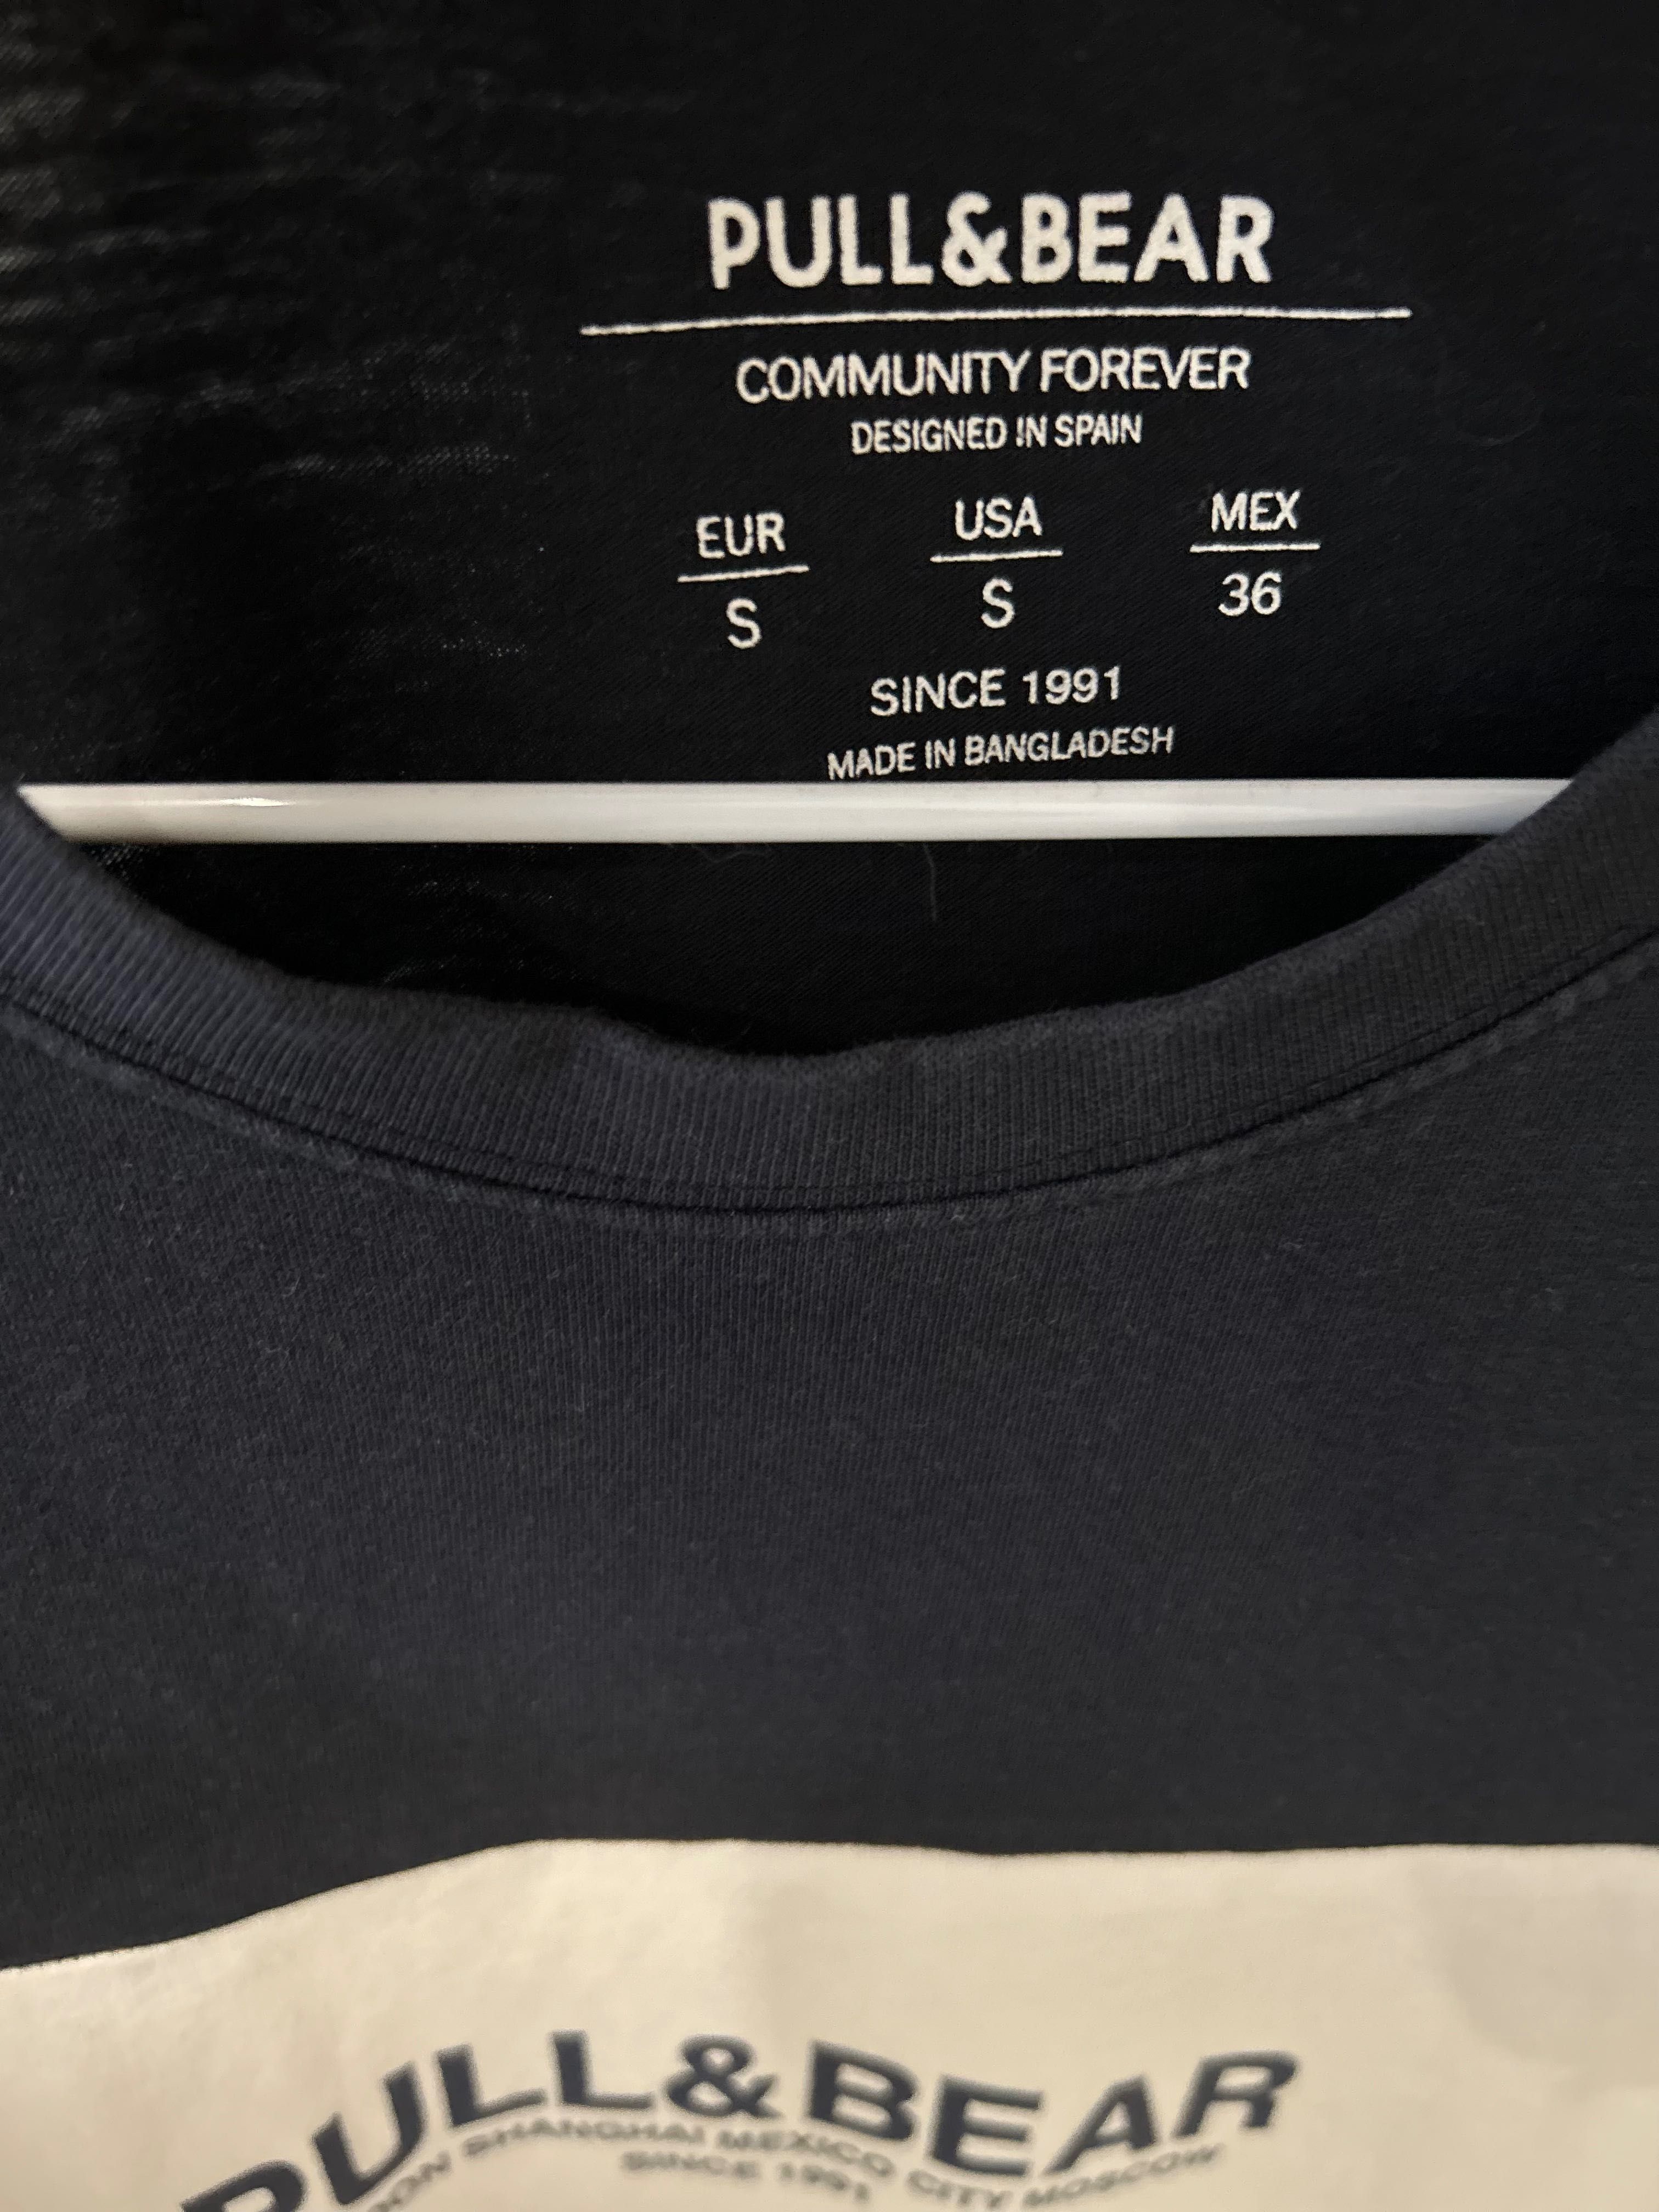 PULL&BEAR
COMMUNITY FOREVER
DESIGNED IN SPAIN
EUR USA MEX
S S 36
SINCE 1991
MADE IN BANGLADESH
PULL&BEAR
SHANGHAI MEXICO CITY MOSCOW
SINCE 1991